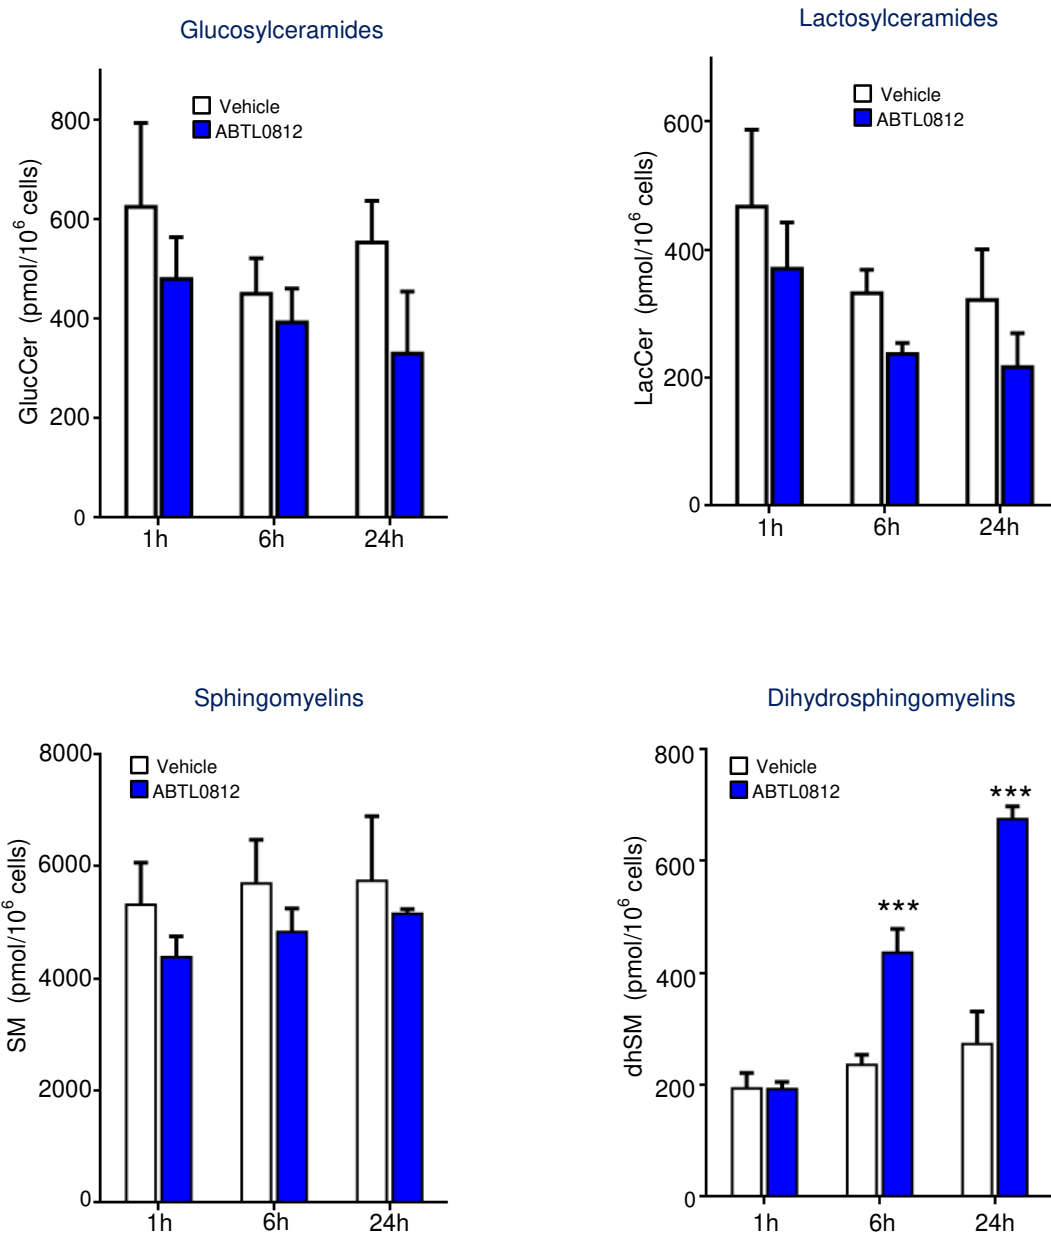 Glucosylceramides
Vehicle
ABTL0812
GlucCer (pmol/10⁶ cells)
800
600
400
200
0
1h 6h 24h
Lactosylceramides
Vehicle
ABTL0812
LacCer (pmol/10⁶ cells)
600
400
200
0
1h 6h 24h
Sphingomyelins
Vehicle
ABTL0812
SM (pmol/10⁶ cells)
8000
6000
4000
2000
0
1h 6h 24h
Dihydrosphingomyelins
Vehicle
ABTL0812
dhSM (pmol/10⁶ cells)
800
600
400
200
0
***
***
1h 6h 24h